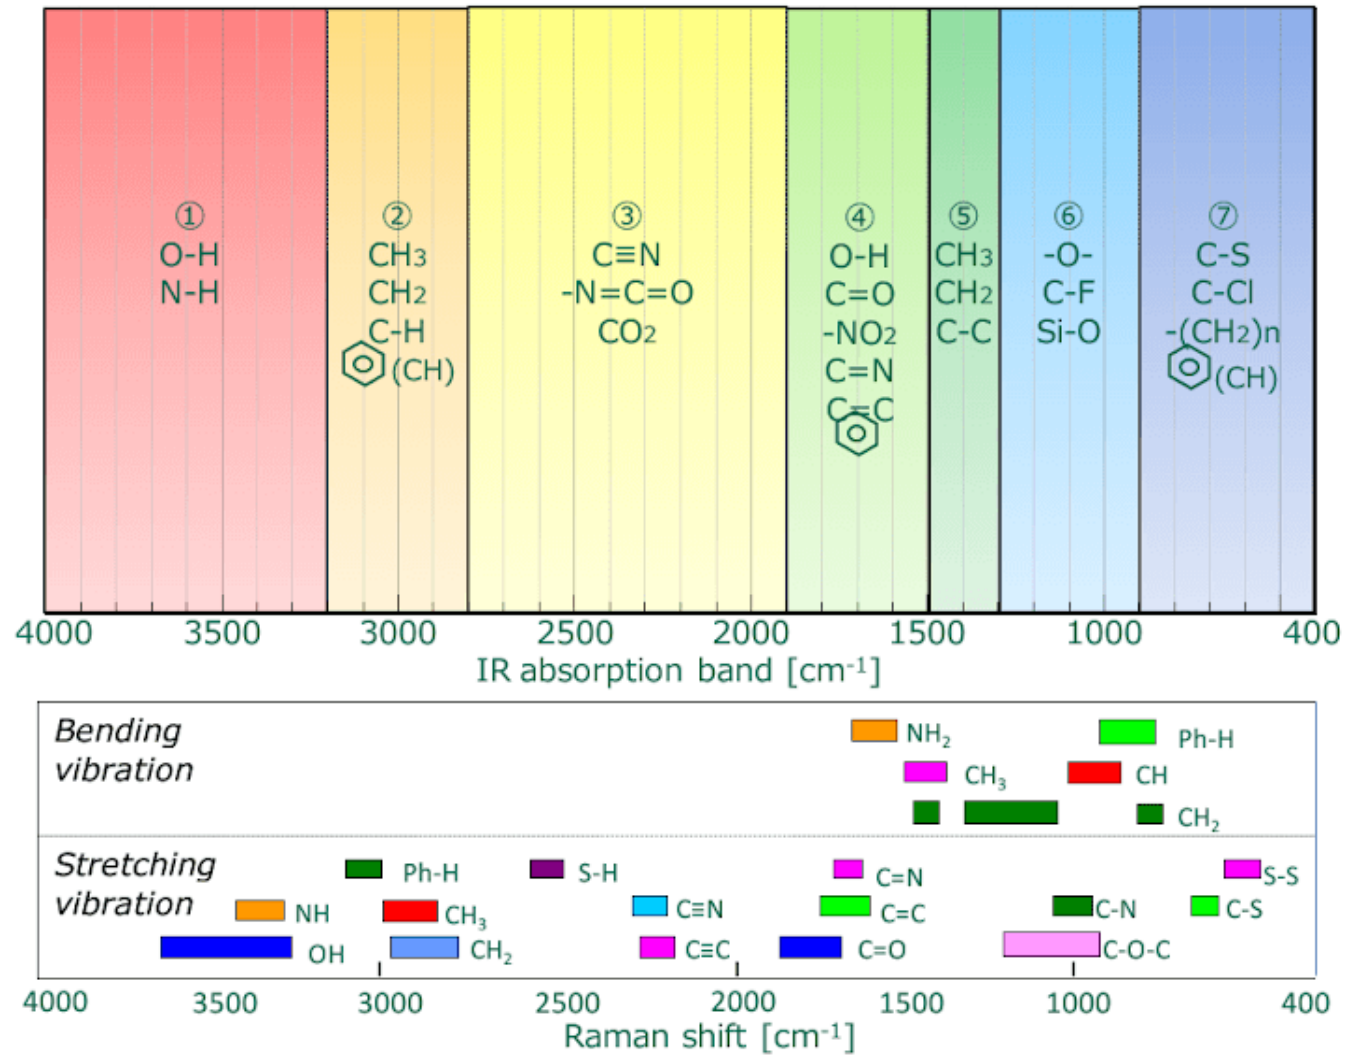 ①
O-H
N-H
②
CH3
CH2
C-H
(CH)
③
C≡N
-N=C=O
CO2
④
O-H
C=O
-NO2
C=N
C=C
⑤
CH3
CH2
C-C
⑥
-O-
C-F
Si-O
⑦
C-S
C-Cl
-(CH2)n
(CH)
4000 3500 3000 2500 2000 1500 1000 400
IR absorption band [cm-1]
Bending
vibration
NH2
Ph-H
CH3
CH
CH2
Stretching
vibration
Ph-H
S-H
C=N
S-S
NH
CH3
C≡N
C=C
C-N
C-S
OH
CH2
C≡C
C=O
C-O-C
4000 3500 3000 2500 2000 1500 1000 400
Raman shift [cm-1]